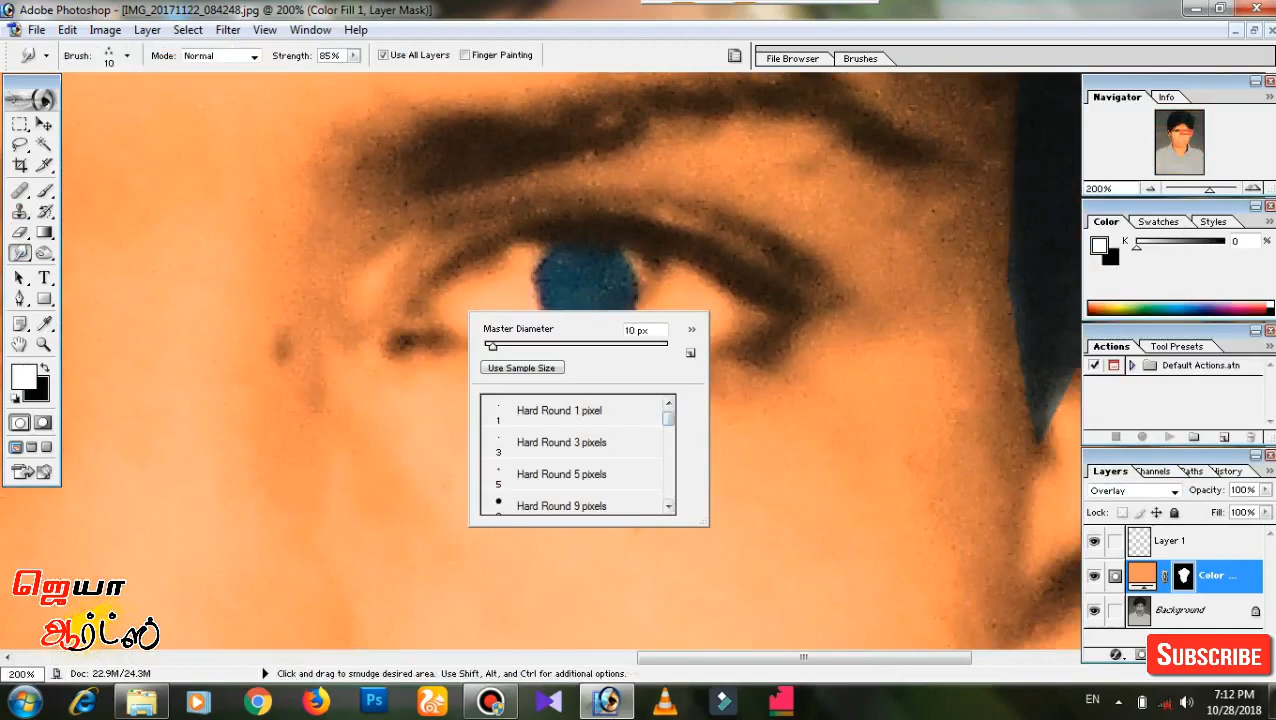 Adobe Photoshop - [IMG_20171122_084248.jpg @ 200% (Color Fill 1, Layer Mask)]
File Edit Image Layer Select Filter View Window Help
Brush: 10 Mode: Normal Strength: 85% Use All Layers Finger Painting File Browser Brushes
Navigator Info
200%
Color Swatches Styles
K 0
Master Diameter 10 px
Use Sample Size
1 Hard Round 1 pixel
3 Hard Round 3 pixels
5 Hard Round 5 pixels
Hard Round 9 pixels
Actions Tool Presets
Default Actions.atn
Layers Channels Paths History
Overlay Opacity: 100%
Lock: Fill: 100%
Layer 1
Color ...
Background
ஜெயா
ஆர்ட்ஸ்
SUBSCRIBE
200% Doc: 22.9M/24.3M Click and drag to smudge desired area. Use Shift, Alt, and Ctrl for additional options.
Ps
EN 7:12 PM
10/28/2018